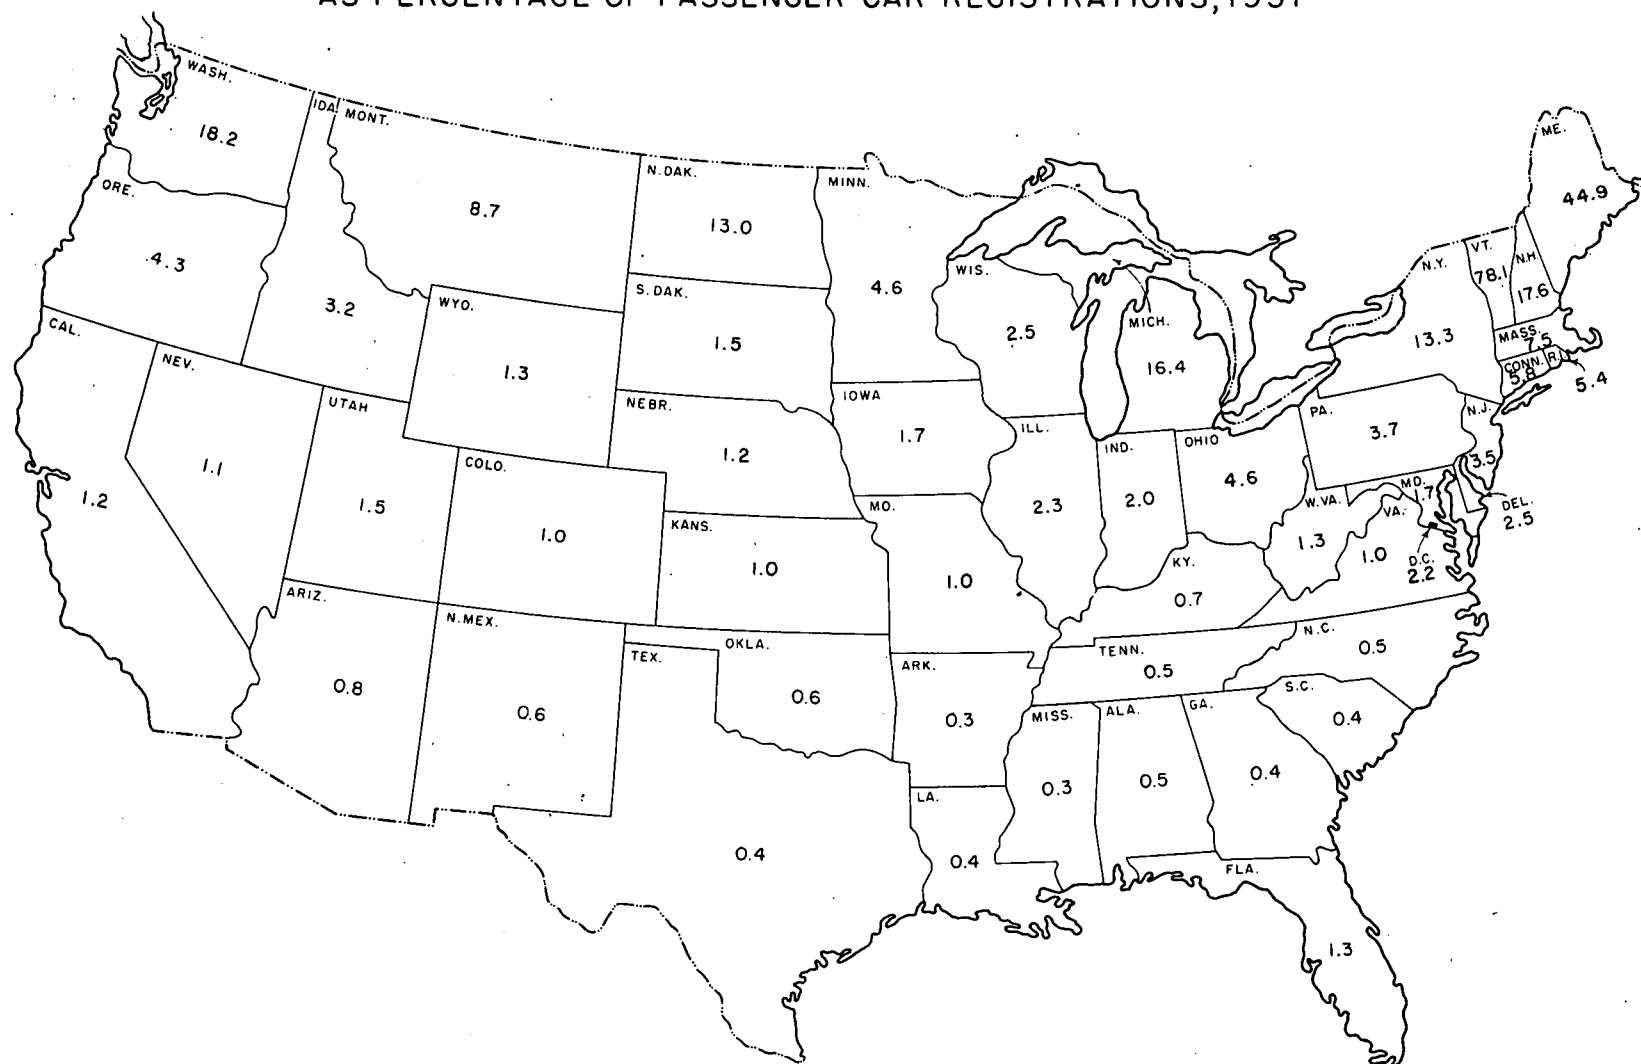 AS PERCENTAGE OF PASSENGER CAR REGISTRATIONS, 1937
WASH.
18.2
IDA.
3.2
MONT.
8.7
ORE.
4.3
N.DAK.
13.0
MINN.
4.6
S.DAK.
1.5
WYO.
1.3
CAL.
1.2
NEV.
1.1
UTAH
1.5
COLO.
1.0
NEBR.
1.2
IOWA
1.7
WIS.
2.5
MICH.
16.4
ILL.
2.3
IND.
2.0
OHIO
4.6
KANS.
1.0
MO.
1.0
KY.
0.7
W.VA.
1.3
VA.
1.0
MD.
1.7
D.C.
2.2
DEL.
2.5
PA.
3.7
N.J.
3.5
N.Y.
13.3
VT.
78.1
N.H.
17.6
ME.
44.9
MASS.
7.5
CONN.
5.8
R.I.
5.4
ARIZ.
0.8
N.MEX.
0.6
TEX.
0.4
OKLA.
0.6
ARK.
0.3
TENN.
0.5
N.C.
0.5
S.C.
0.4
MISS.
0.3
ALA.
0.5
GA.
0.4
LA.
0.4
FLA.
1.3